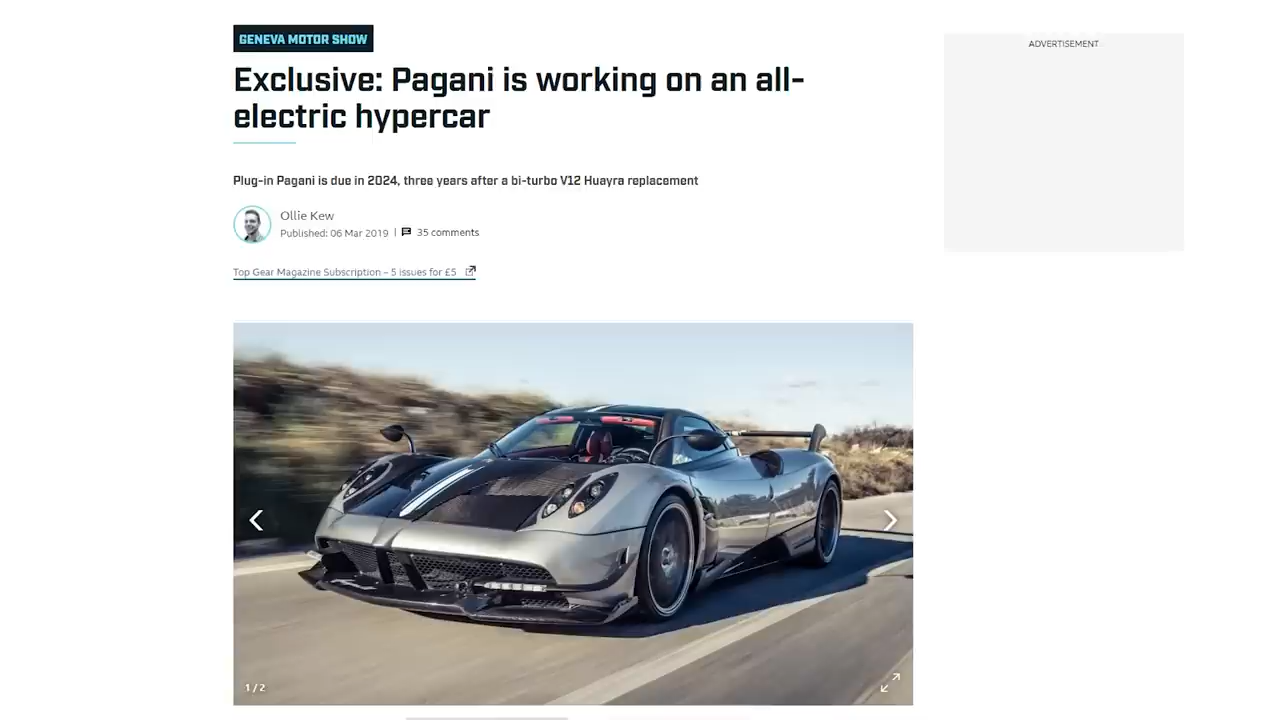 GENEVA MOTOR SHOW
ADVERTISEMENT
Exclusive: Pagani is working on an all-
electric hypercar
Plug-in Pagani is due in 2024, three years after a bi-turbo V12 Huayra replacement
Ollie Kew
Published: 06 Mar 2019 | 35 comments
Top Gear Magazine Subscription – 5 issues for £5
1 / 2